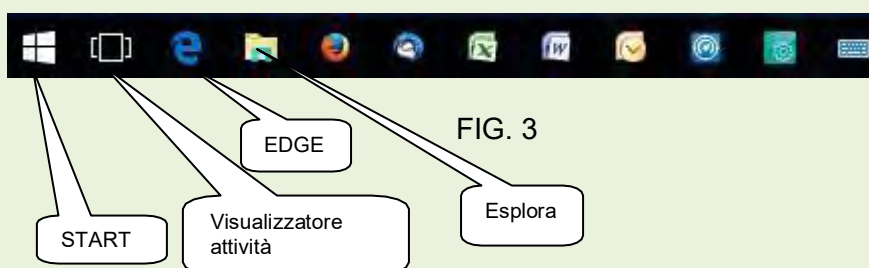 FIG. 3
EDGE
Esplora
Visualizzatore
attività
START